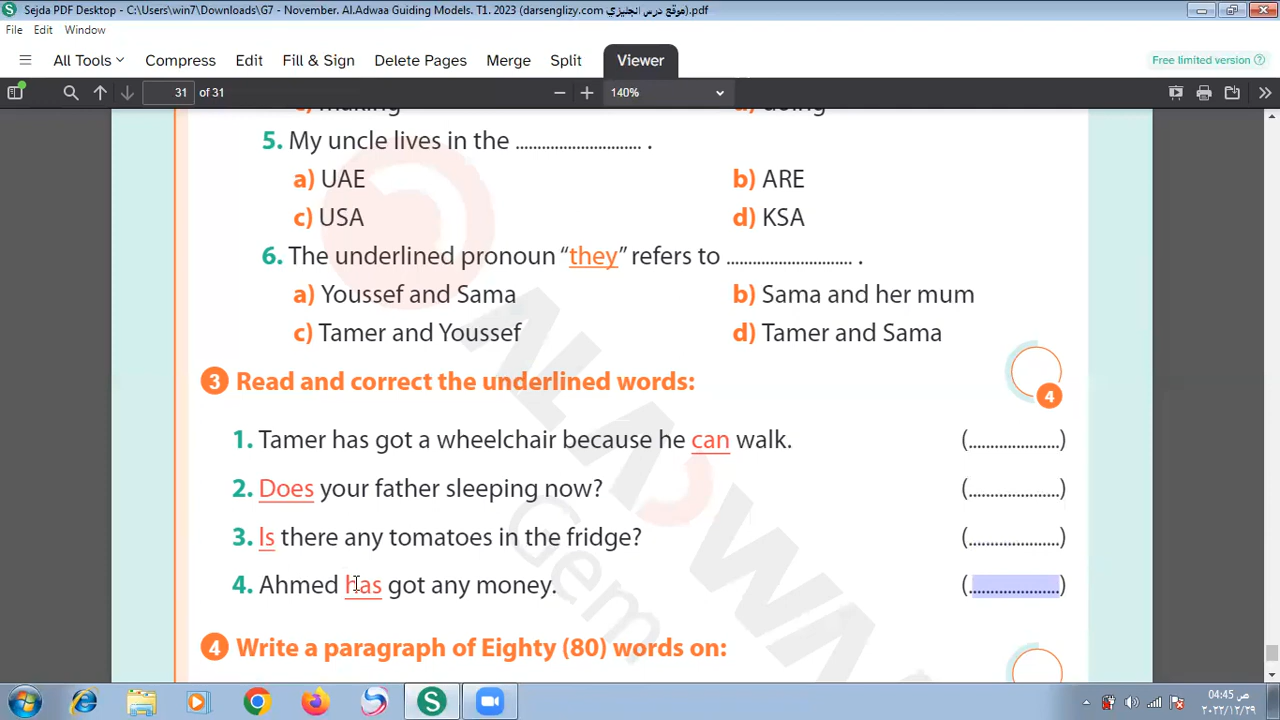 Sejda PDF Desktop - C:\Users\win7\Downloads\G7 - November. Al.Adwaa Guiding Models. T1. 2023 (darsenglizy.com موقع درس انجليزي).pdf
File Edit Window
All Tools Compress Edit Fill & Sign Delete Pages Merge Split Viewer Free limited version
31 of 31 140%
c) making d) doing
5. My uncle lives in the ............................. .
a) UAE b) ARE
c) USA d) KSA
6. The underlined pronoun “they” refers to ............................. .
a) Youssef and Sama b) Sama and her mum
c) Tamer and Youssef d) Tamer and Sama
3 Read and correct the underlined words:
4
1. Tamer has got a wheelchair because he can walk. (.....................)
2. Does your father sleeping now? (.....................)
3. Is there any tomatoes in the fridge? (.....................)
4. Ahmed has got any money. (.....................)
4 Write a paragraph of Eighty (80) words on:
AL ADWAA
Gem
04:45 ص
٢٠٢٢/١٢/٢٩